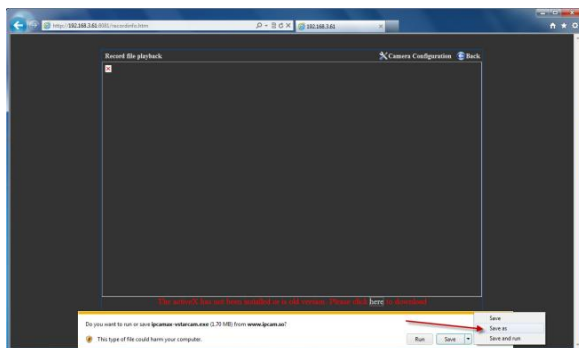 http://192.168.3.61:8081/recordinfo.htm
192.168.3.61
Record file playback
Camera Configuration
Back
The activeX has not been installed or is old version. Please click here to download
Do you want to run or save ipcamax-vstarcam.exe (1.70 MB) from www.ipcam.so?
This type of file could harm your computer.
Run
Save
Save
Save as
Save and run